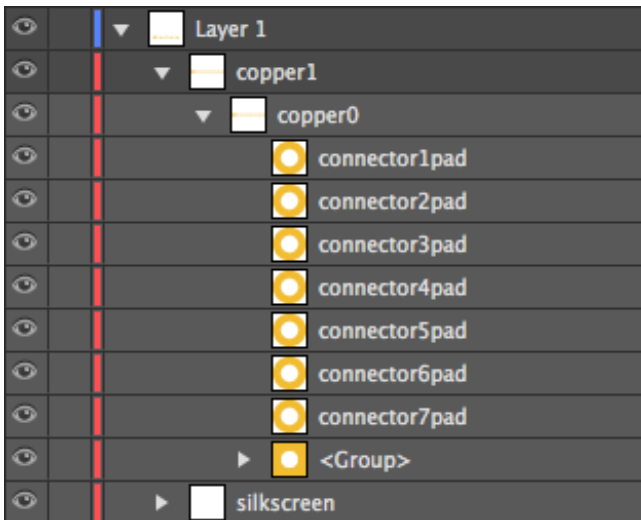 Layer 1
copper1
copper0
connector1pad
connector2pad
connector3pad
connector4pad
connector5pad
connector6pad
connector7pad
<Group>
silkscreen